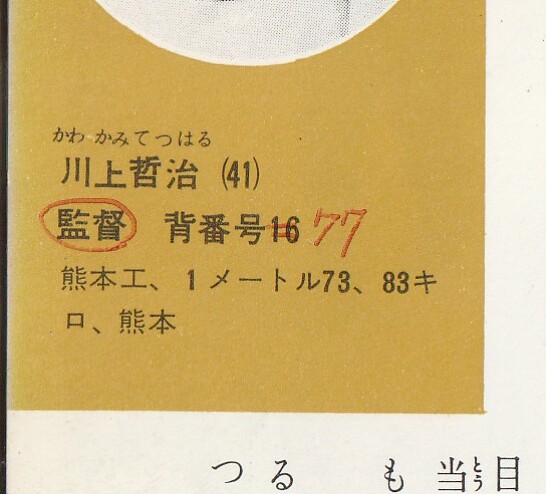 かわかみてつはる
川上哲治 (41)
監督 背番号16 77
熊本工、1メートル73、83キ
ロ、熊本
つる も 当目
とう